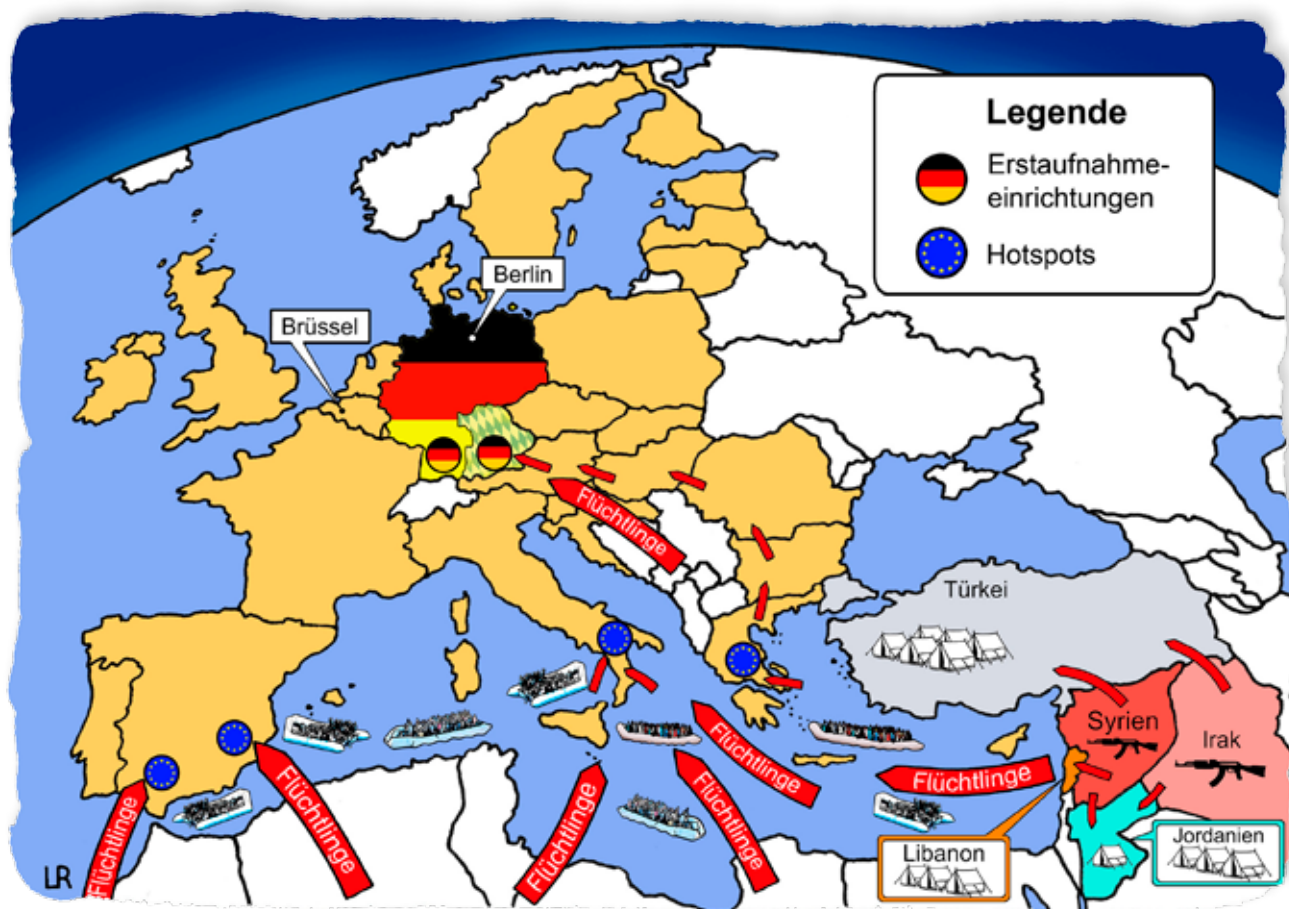 Legende
Erstaufnahme-
einrichtungen
Hotspots
Berlin
Brüssel
Flüchtlinge
Türkei
Syrien
Irak
Flüchtlinge
Flüchtlinge
Flüchtlinge
Flüchtlinge
Flüchtlinge
Flüchtlinge
Libanon
Jordanien
LR